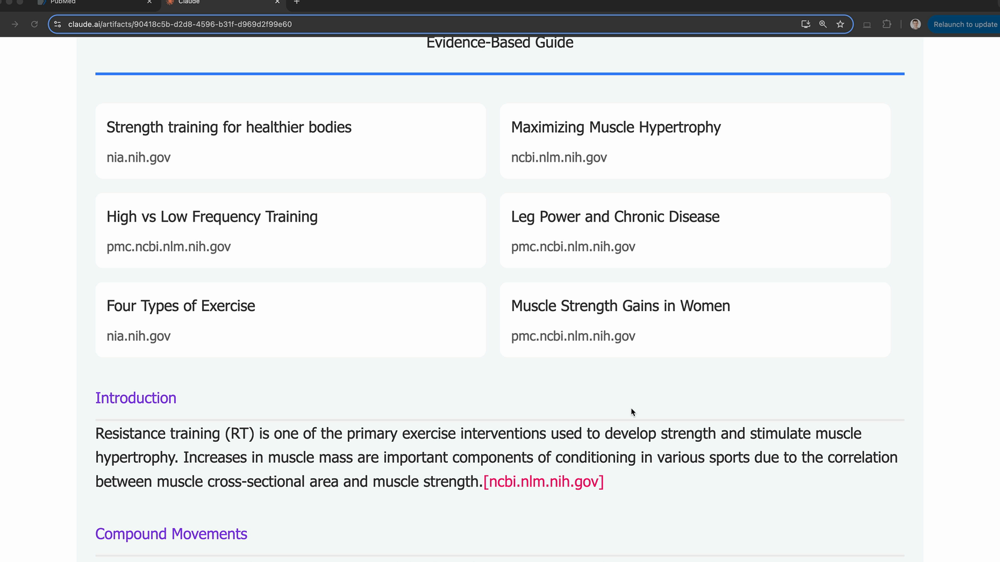 PubMed
Claude
claude.ai/artifacts/90418c5b-d2d8-4596-b31f-d969d2f99e60
Relaunch to update
Evidence-Based Guide
Strength training for healthier bodies
nia.nih.gov
Maximizing Muscle Hypertrophy
ncbi.nlm.nih.gov
High vs Low Frequency Training
pmc.ncbi.nlm.nih.gov
Leg Power and Chronic Disease
pmc.ncbi.nlm.nih.gov
Four Types of Exercise
nia.nih.gov
Muscle Strength Gains in Women
pmc.ncbi.nlm.nih.gov
Introduction
Resistance training (RT) is one of the primary exercise interventions used to develop strength and stimulate muscle
hypertrophy. Increases in muscle mass are important components of conditioning in various sports due to the correlation
between muscle cross-sectional area and muscle strength.[ncbi.nlm.nih.gov]
Compound Movements